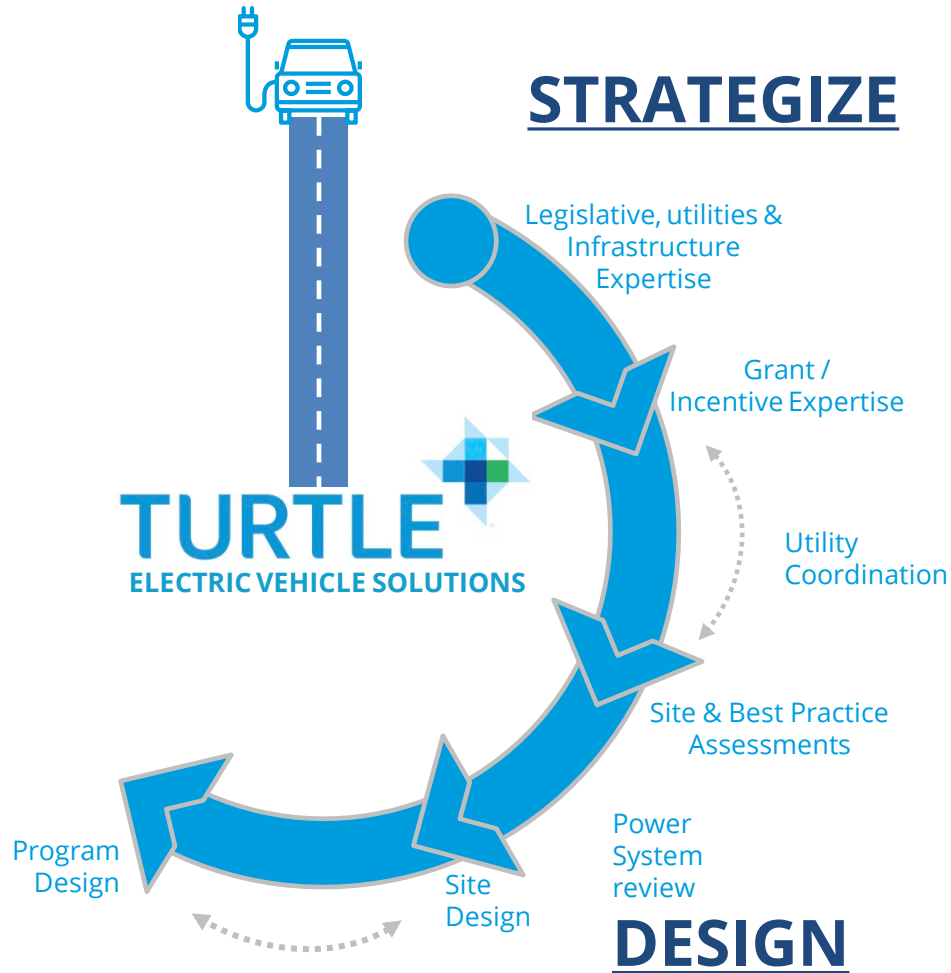 STRATEGIZE
Legislative, utilities &
Infrastructure
Expertise
Grant /
Incentive Expertise
TURTLE
ELECTRIC VEHICLE SOLUTIONS
Utility
Coordination
Site & Best Practice
Assessments
Power
System
review
Program
Design
Site
Design
DESIGN